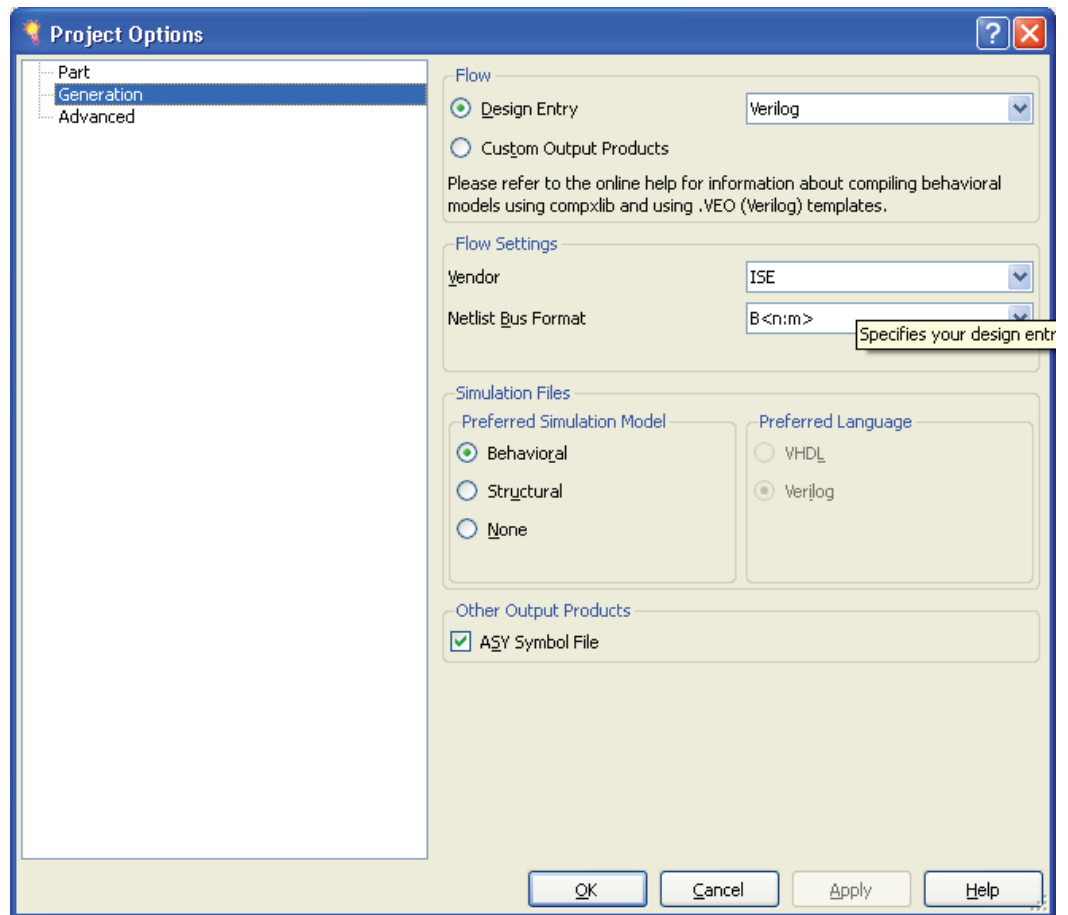 Project Options
Part
Generation
Advanced
Flow
Design Entry
Verilog
Custom Output Products
Please refer to the online help for information about compiling behavioral
models using compxlib and using .VEO (Verilog) templates.
Flow Settings
Vendor
ISE
Netlist Bus Format
B<n:m>
Specifies your design entr
Simulation Files
Preferred Simulation Model
Preferred Language
Behavioral
VHDL
Structural
Verilog
None
Other Output Products
ASY Symbol File
OK
Cancel
Apply
Help